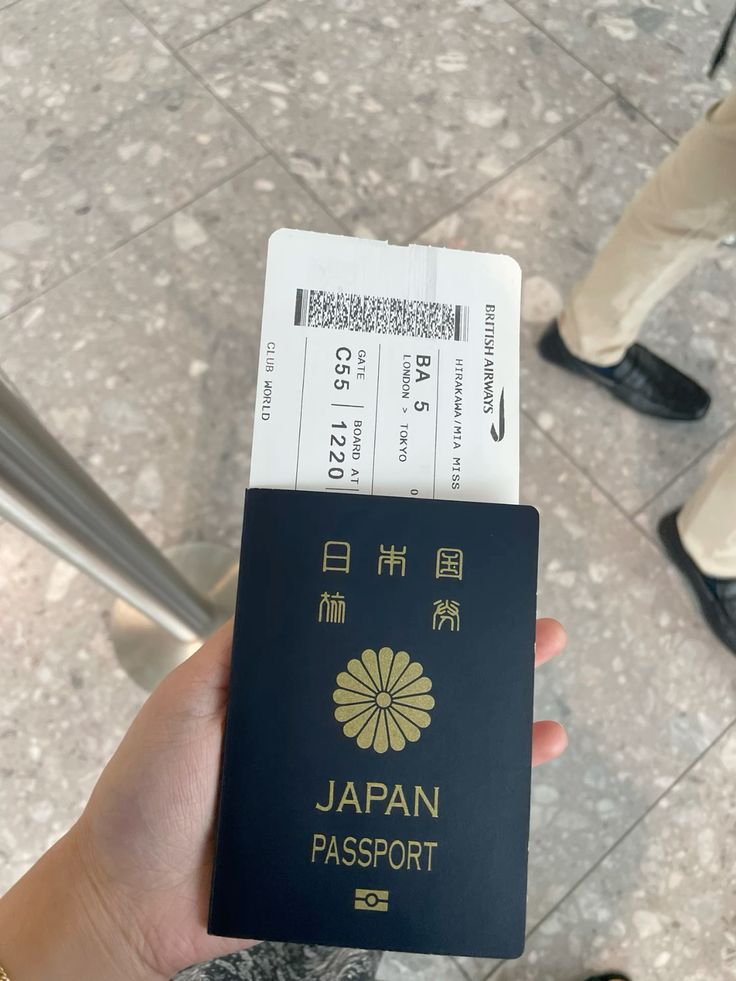 BRITISH AIRWAYS
HIRAKAWA/MIA MISS
BA 5
LONDON > TOKYO
GATE
C55
BOARD AT
1220
CLUB WORLD
日本国
旅券
JAPAN
PASSPORT